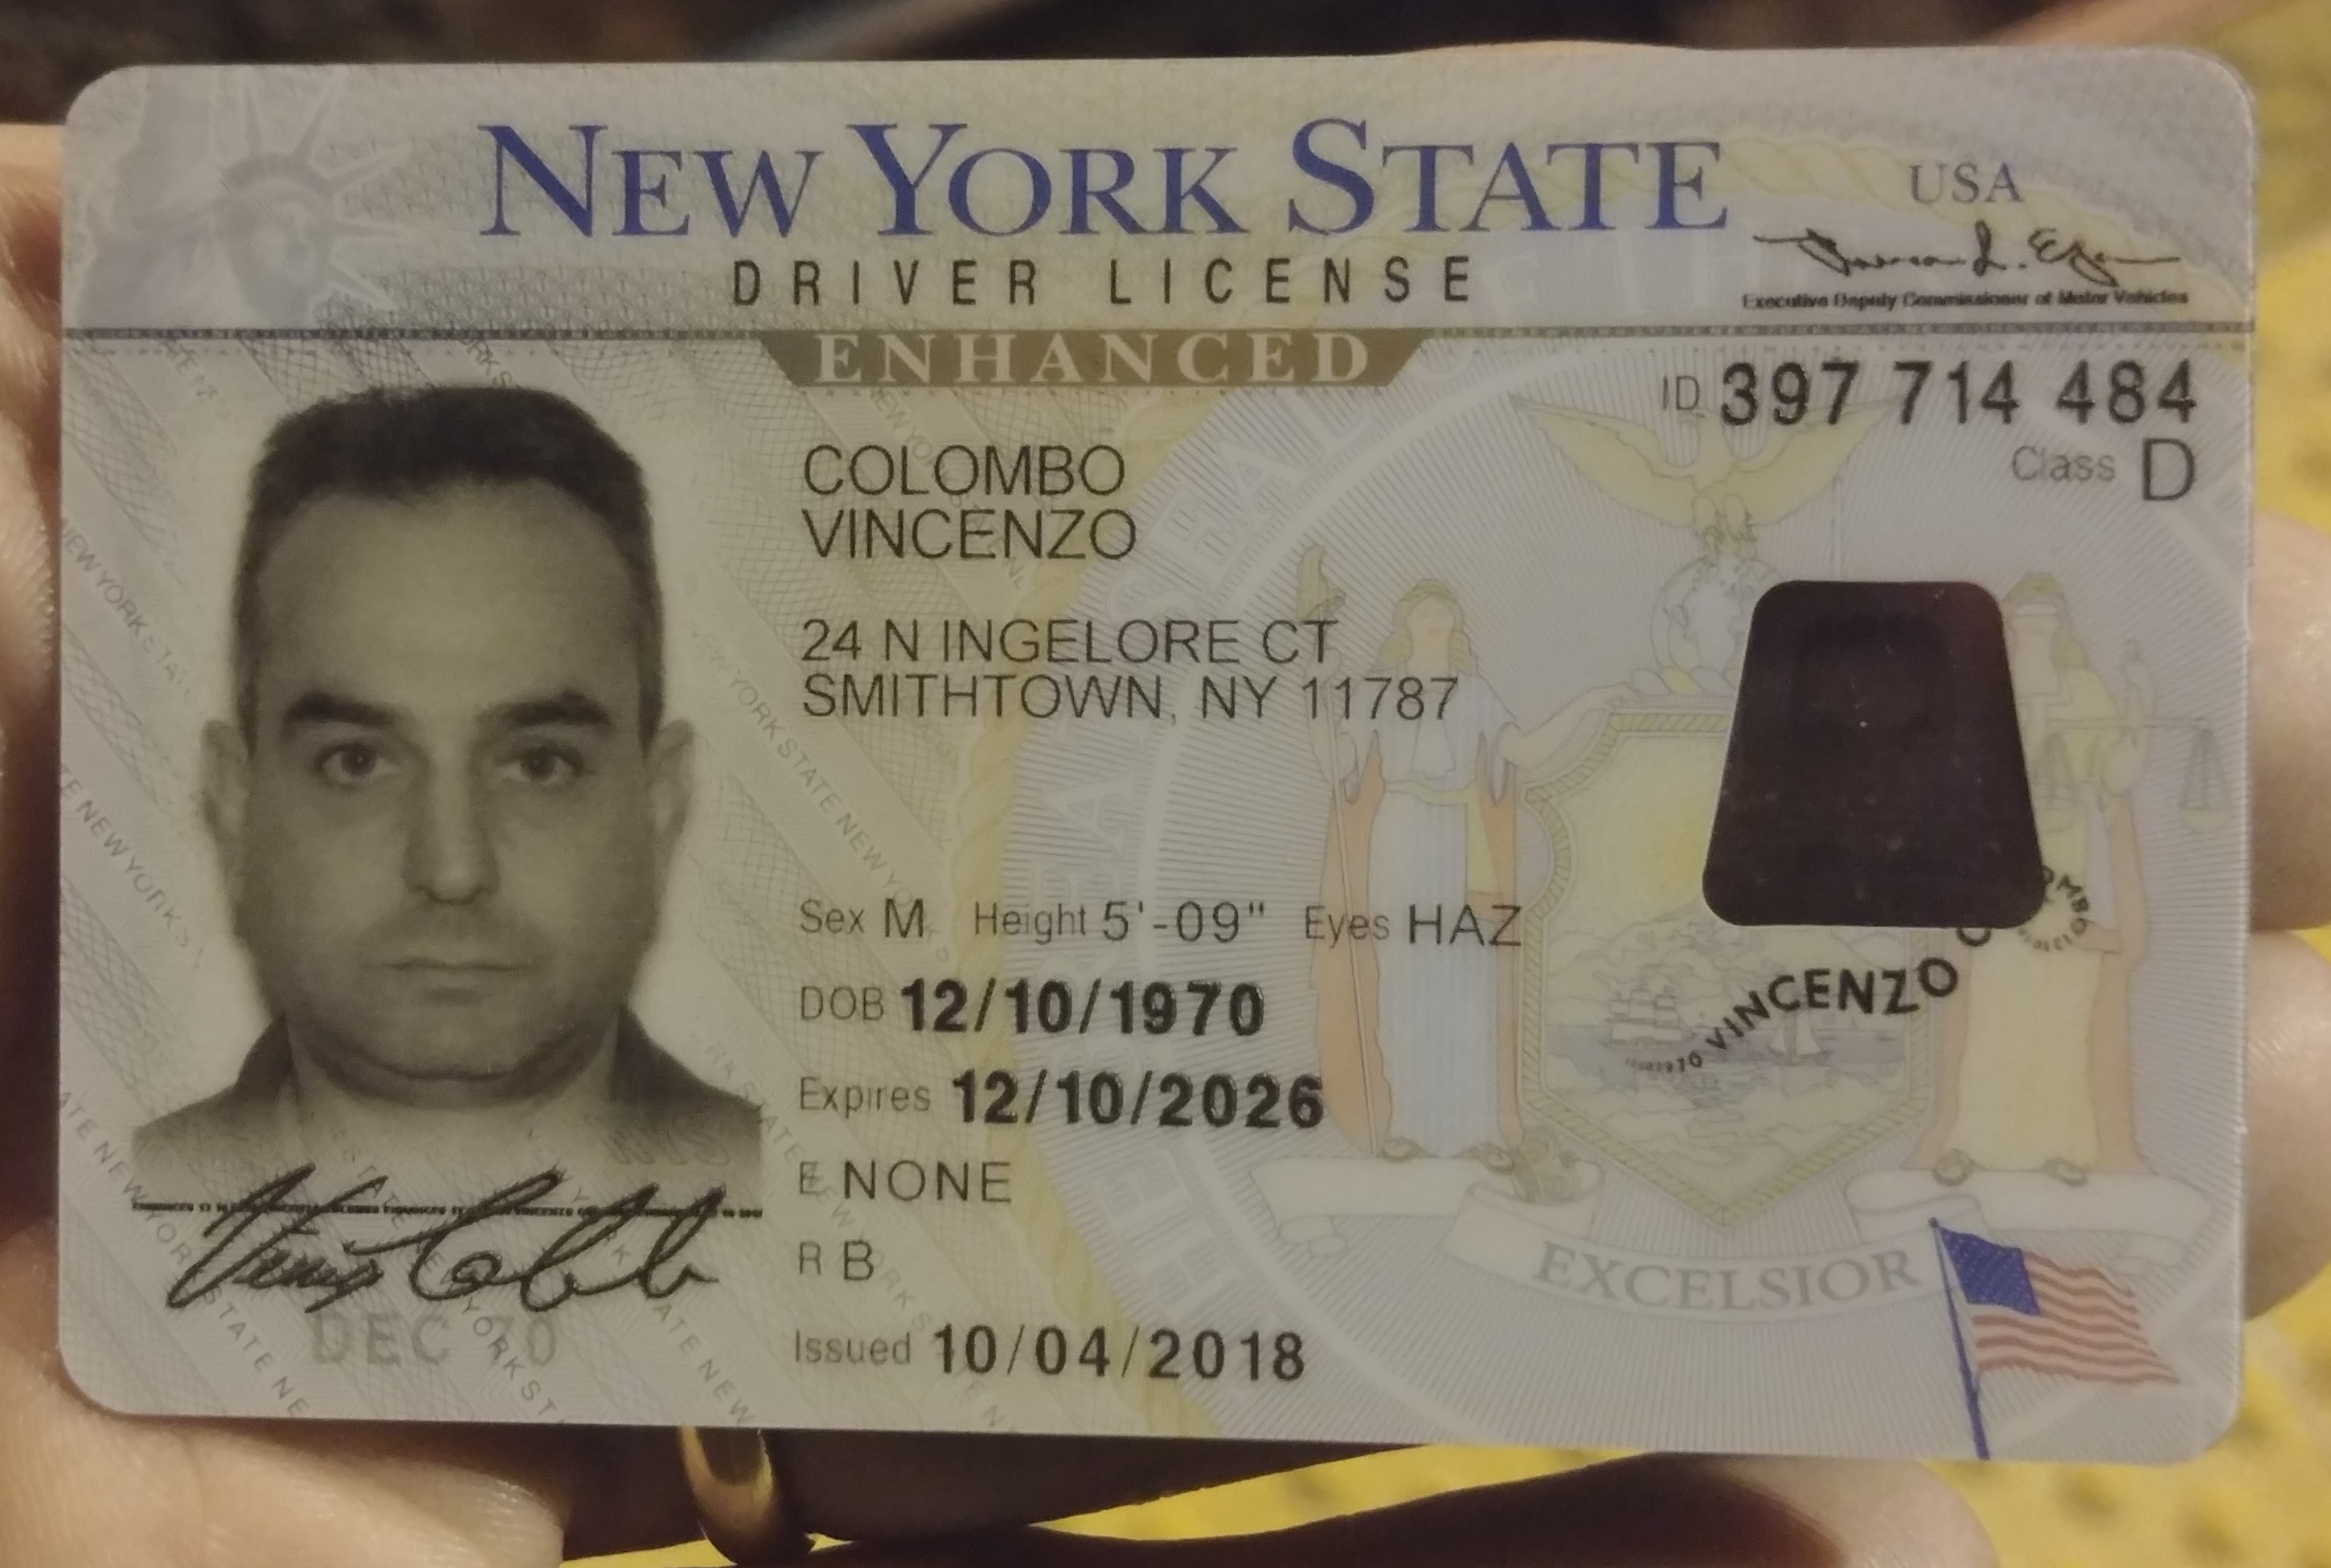 NEW YORK STATE
USA
DRIVER LICENSE
Executive Deputy Commissioner of Motor Vehicles
ENHANCED
ID 397 714 484
Class D
COLOMBO
VINCENZO
24 N INGELORE CT
SMITHTOWN, NY 11787
Sex M Height 5'-09" Eyes HAZ
DOB 12/10/1970
VINCENZO
Expires 12/10/2026
E NONE
R B
EXCELSIOR
DEC 70
Issued 10/04/2018